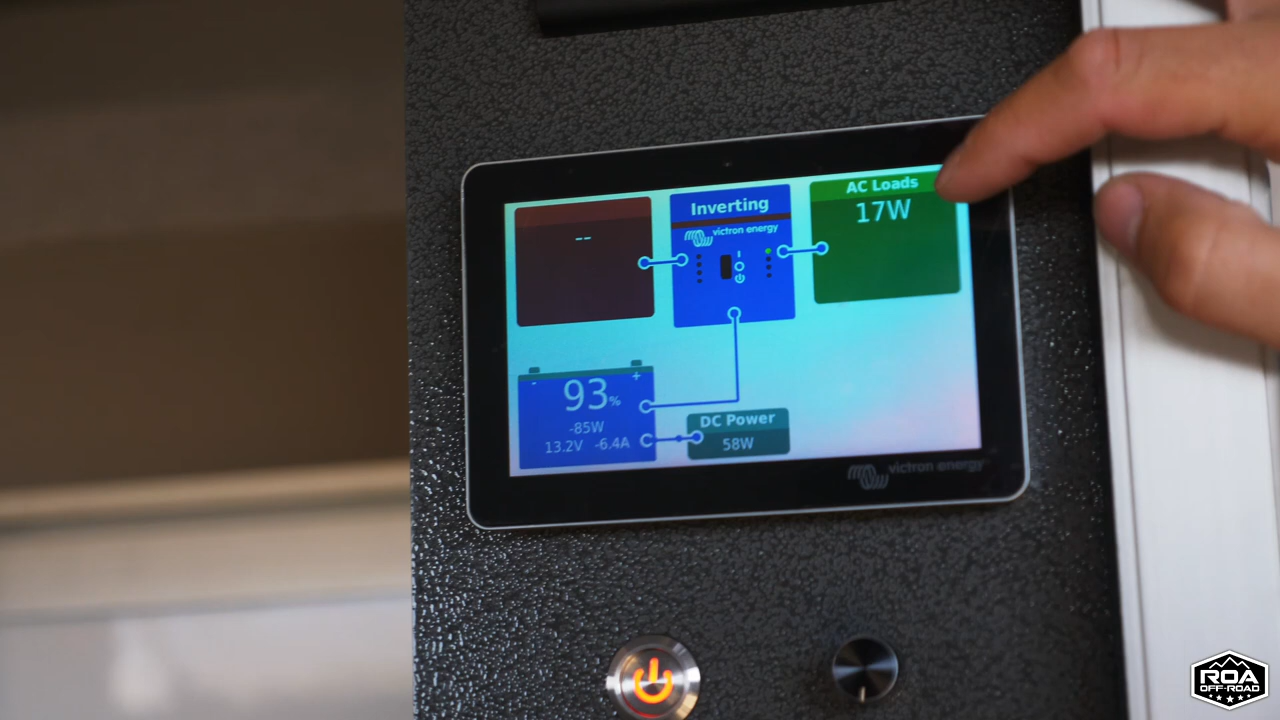 --
Inverting
victron energy
AC Loads
17W
- +
93%
-85W
13.2V -6.4A
DC Power
58W
victron energy
ROA
OFF-ROAD